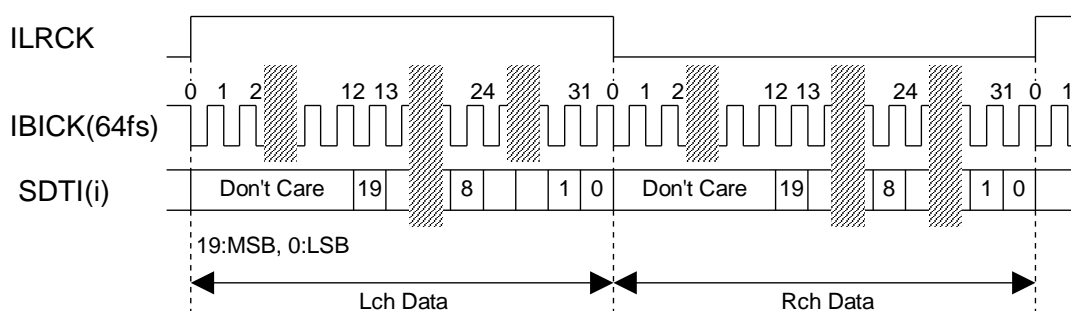 ILRCK
0 1 2 12 13 24 31 0 1 2 12 13 24 31 0 1
IBICK(64fs)
SDTI(i) Don't Care 19 8 1 0 Don't Care 19 8 1 0
19:MSB, 0:LSB
Lch Data Rch Data